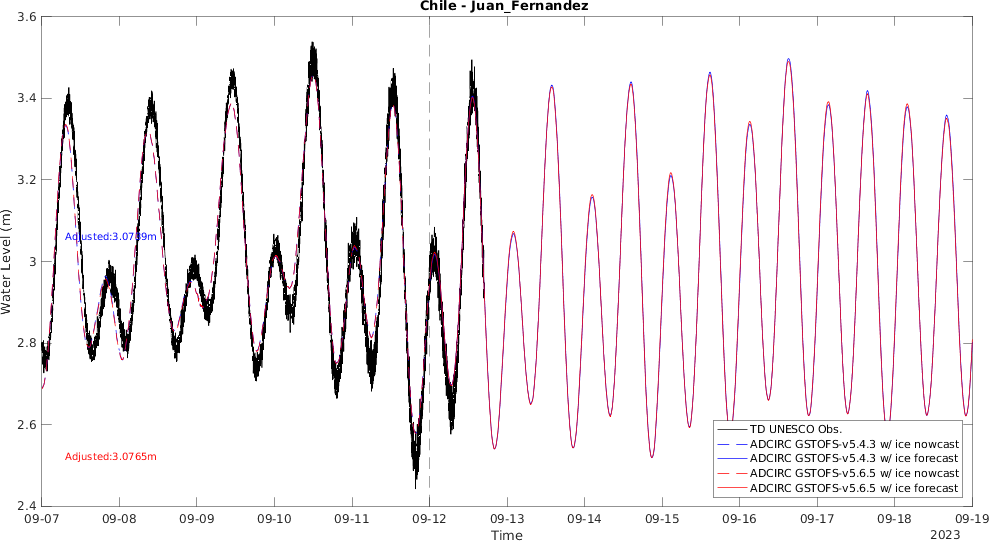 Chile - Juan_Fernandez
3.6
3.4
3.2
3
2.8
2.6
2.4
Water Level (m)
Adjusted:3.0789m
Adjusted:3.0765m
TD UNESCO Obs.
ADCIRC GSTOFS-v5.4.3 w/ ice nowcast
ADCIRC GSTOFS-v5.4.3 w/ ice forecast
ADCIRC GSTOFS-v5.6.5 w/ ice nowcast
ADCIRC GSTOFS-v5.6.5 w/ ice forecast
09-07 09-08 09-09 09-10 09-11 09-12 09-13 09-14 09-15 09-16 09-17 09-18 09-19
Time
2023